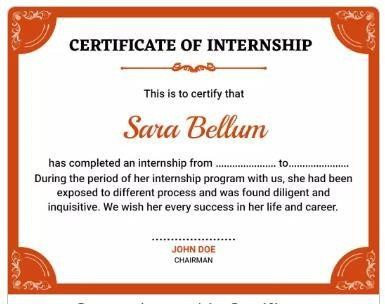 CERTIFICATE OF INTERNSHIP
This is to certify that
Sara Bellum
has completed an internship from ...................... to......................
During the period of her internship program with us, she had been
exposed to different process and was found diligent and
inquisitive. We wish her every success in her life and career.
......................
JOHN DOE
CHAIRMAN